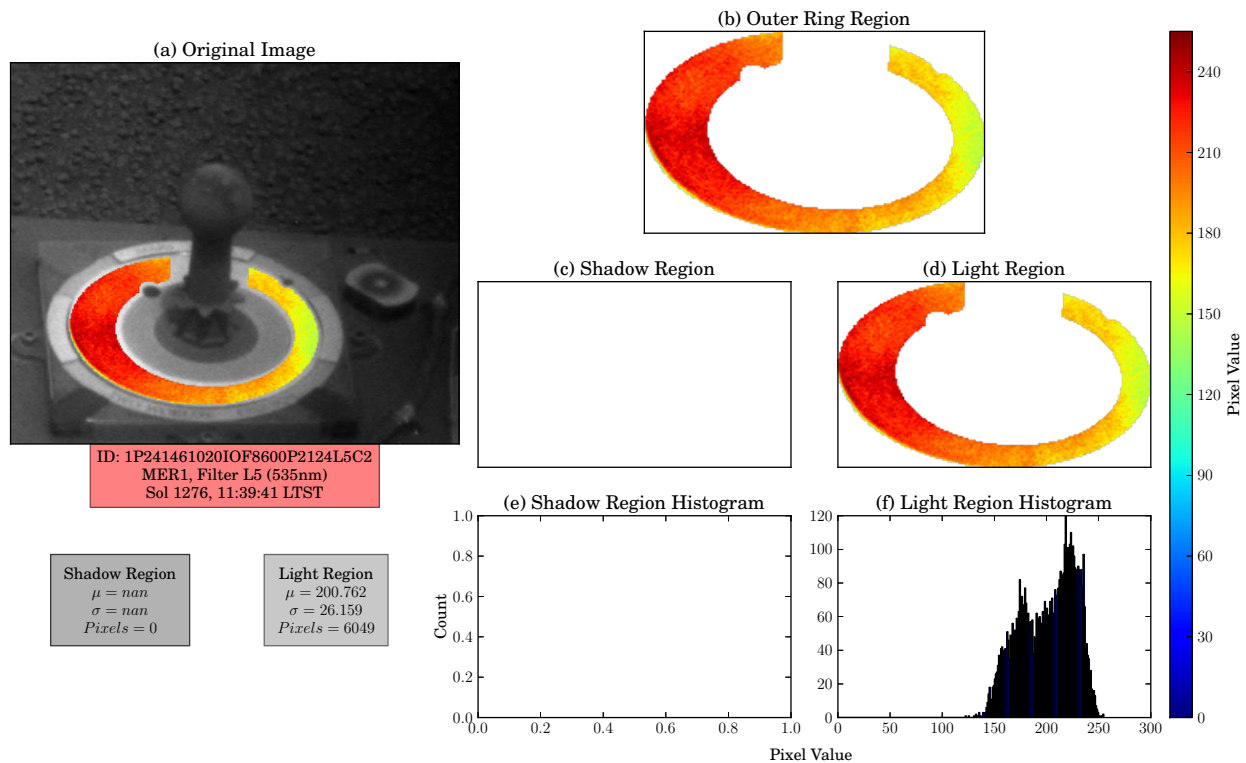 (a) Original Image
ID: 1P241461020IOF8600P2124L5C2
MER1, Filter L5 (535nm)
Sol 1276, 11:39:41 LTST
Shadow Region
μ = nan
σ = nan
Pixels = 0
Light Region
μ = 200.762
σ = 26.159
Pixels = 6049
(b) Outer Ring Region
(c) Shadow Region
(d) Light Region
(e) Shadow Region Histogram
1.0
0.8
0.6
0.4
0.2
0.0
Count
0.0 0.2 0.4 0.6 0.8 1.0
(f) Light Region Histogram
120
100
80
60
40
20
0
0 50 100 150 200 250 300
Pixel Value
240
210
180
150
120
90
60
30
0
Pixel Value